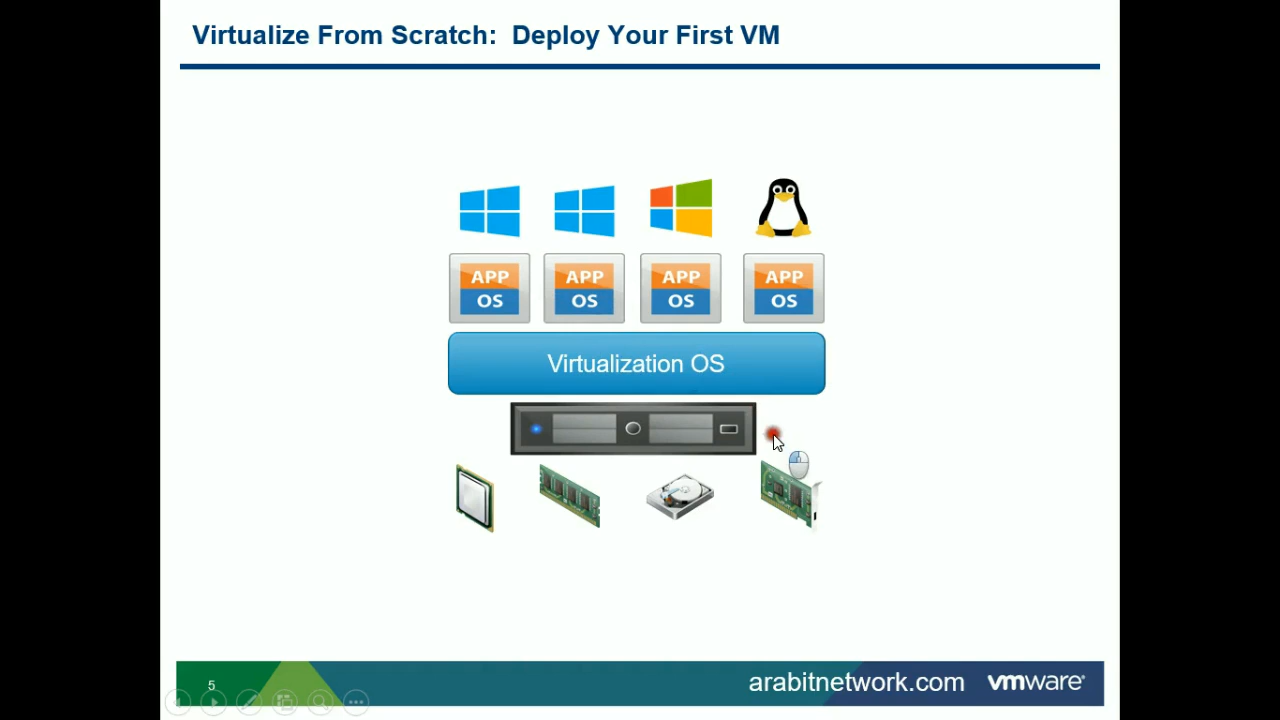 Virtualize From Scratch: Deploy Your First VM
APP APP APP APP
OS OS OS OS
Virtualization OS
5
arabitnetwork.com vmware®